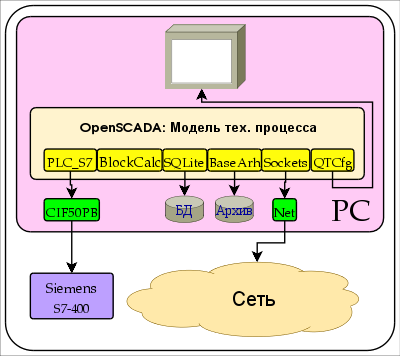 OpenSCADA: Модель тех. процесса
PLC_S7 BlockCalc SQLite BaseArh Sockets QTCfg
CIF50PB БД Архив Net PC
Siemens
S7-400
Сеть